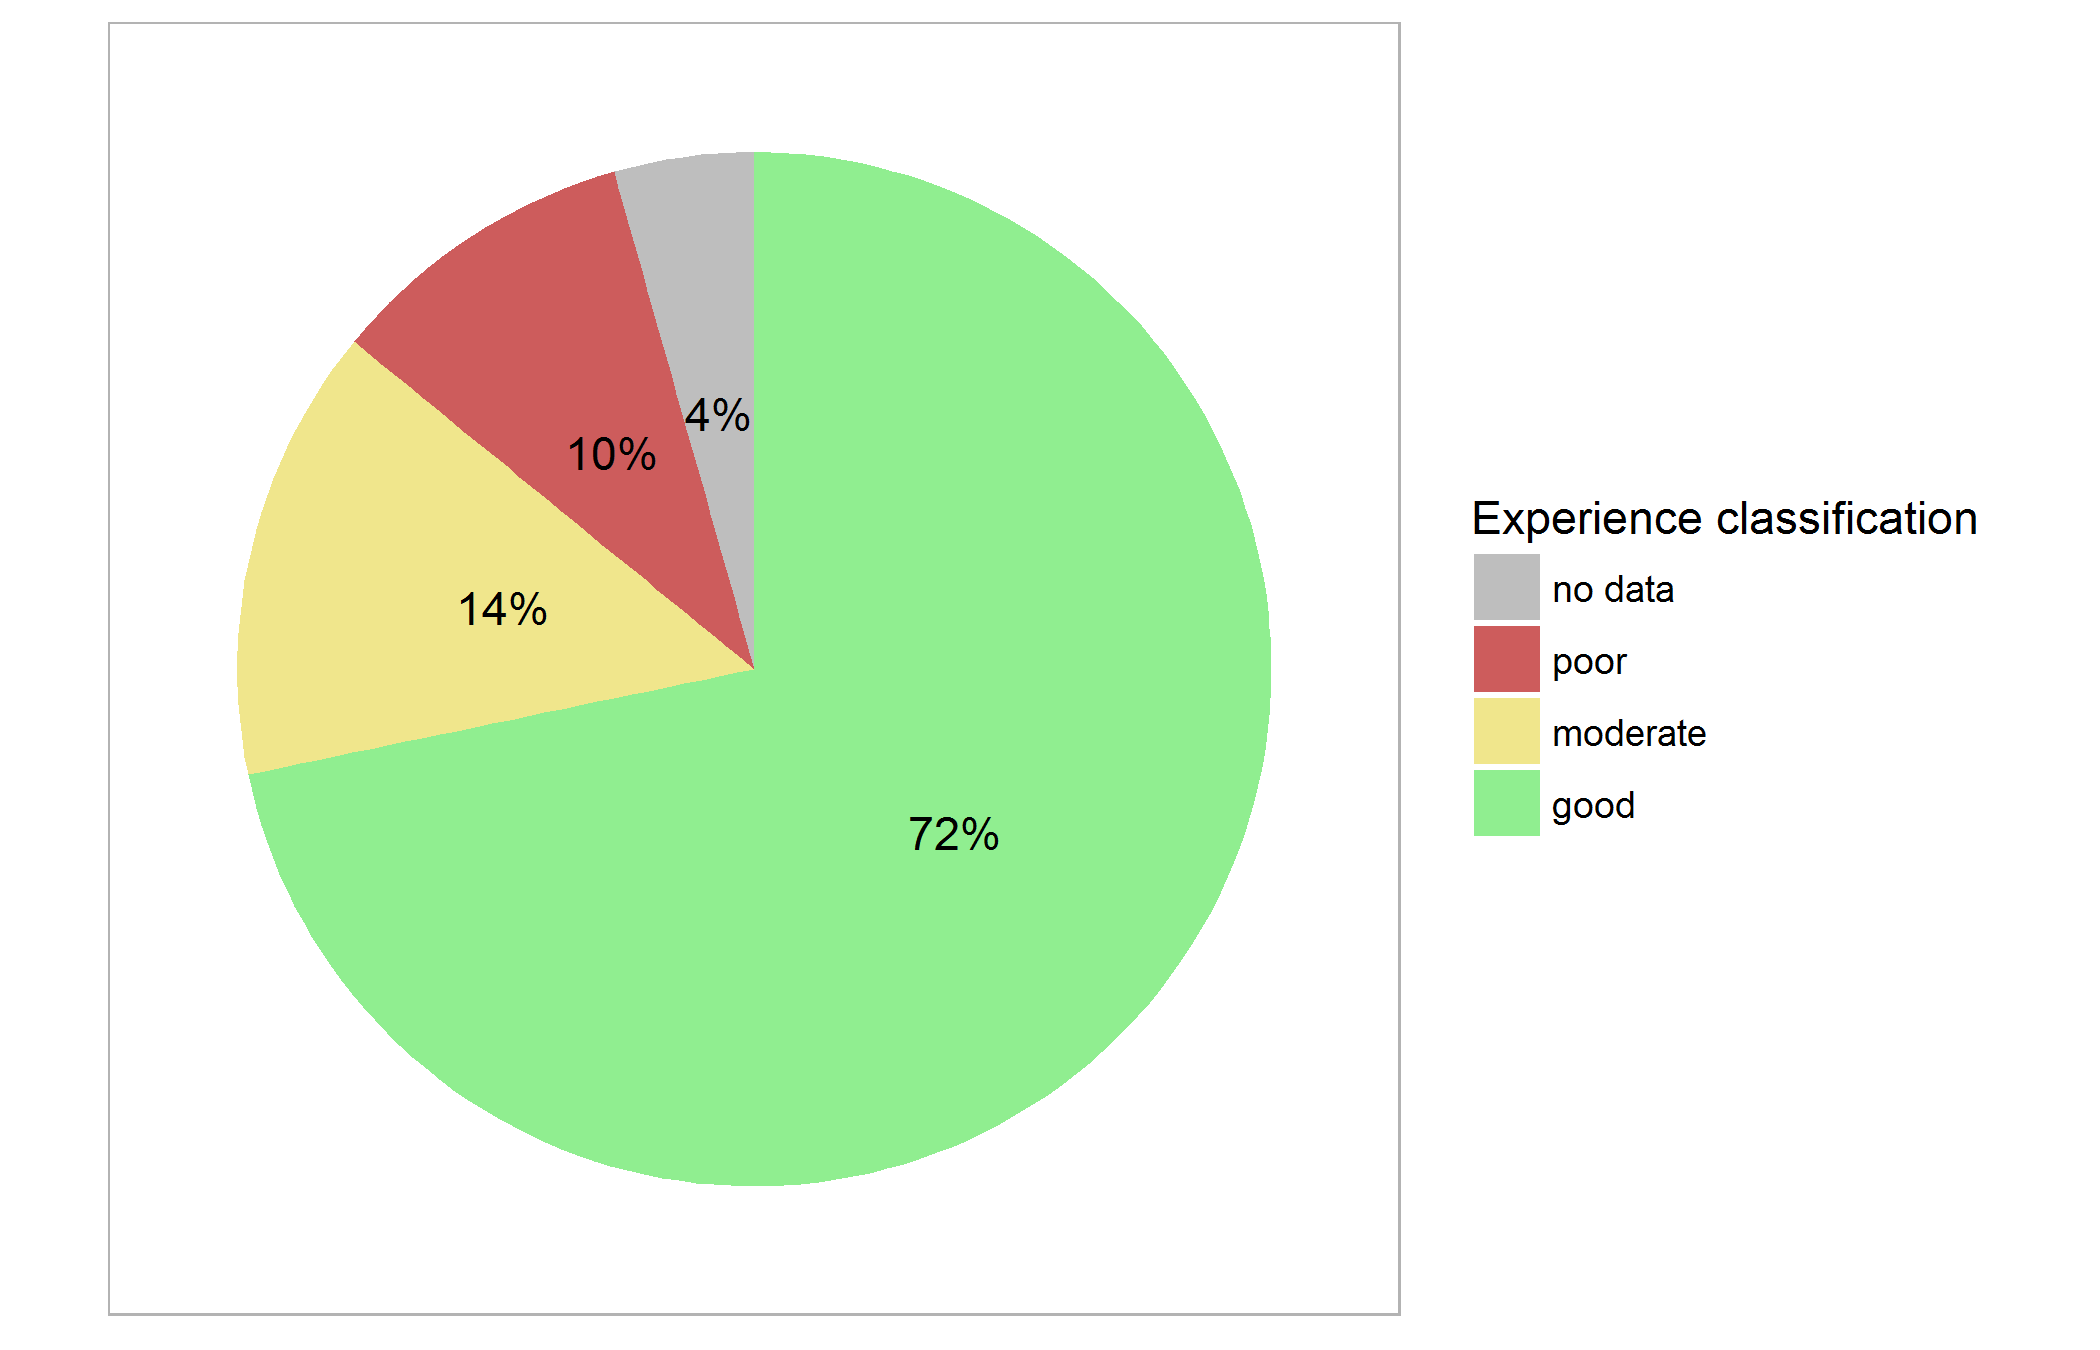 4%
10%
14%
72%
Experience classification
no data
poor
moderate
good